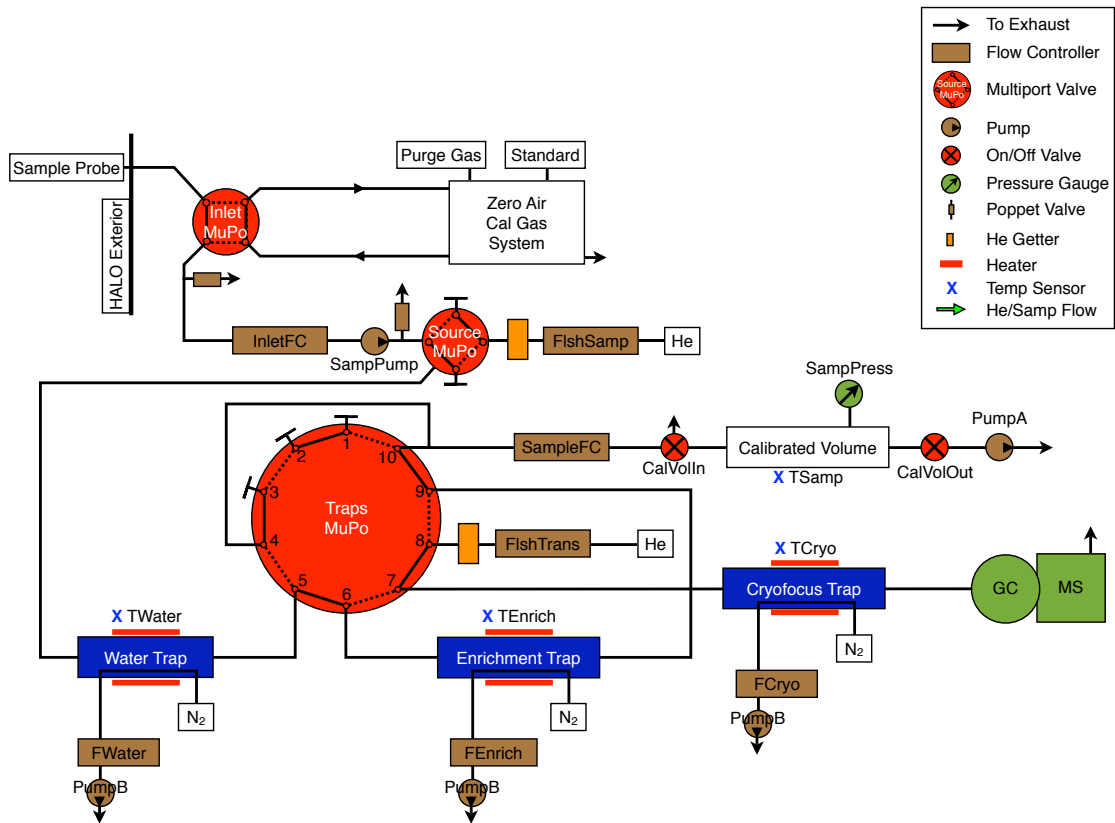 To Exhaust
Flow Controller
Source
MuPo
Multiport Valve
Pump
On/Off Valve
Pressure Gauge
Poppet Valve
He Getter
Heater
X Temp Sensor
He/Samp Flow
Sample Probe
HALO Exterior
Inlet
MuPo
Purge Gas
Standard
Zero Air
Cal Gas
System
InletFC
SampPump
Source
MuPo
FlshSamp
He
SampPress
PumpA
SampleFC
CalVolIn
Calibrated Volume
CalVolOut
X TSamp
1
2
10
3
9
Traps
MuPo
4
8
5
6
7
FlshTrans
He
X TCryo
Cryofocus Trap
GC
MS
N₂
FCryo
PumpB
X TWater
Water Trap
N₂
FWater
PumpB
X TEnrich
Enrichment Trap
N₂
FEnrich
PumpB